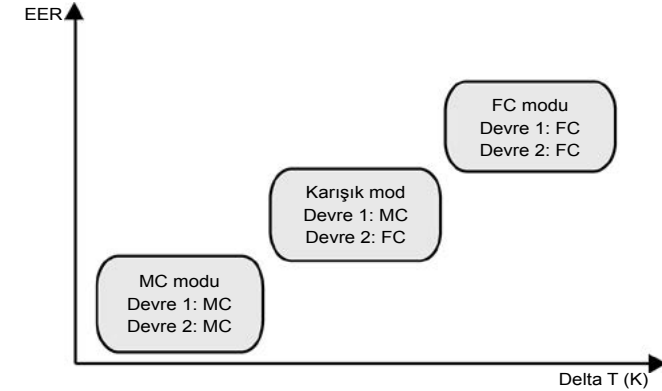 EER
FC modu
Devre 1: FC
Devre 2: FC
Karışık mod
Devre 1: MC
Devre 2: FC
MC modu
Devre 1: MC
Devre 2: MC
Delta T (K)